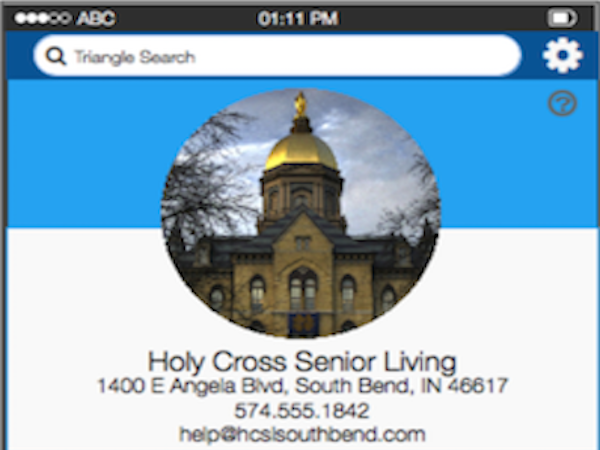 ABC 01:11 PM
Triangle Search
?
Holy Cross Senior Living
1400 E Angela Blvd, South Bend, IN 46617
574.555.1842
help@hcslsouthbend.com